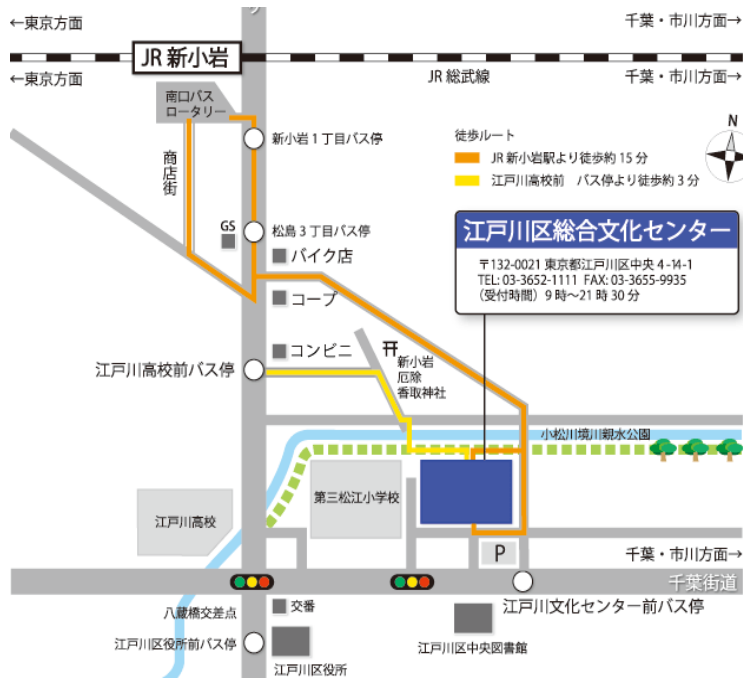 ←東京方面
千葉・市川方面→
JR 新小岩
←東京方面
JR 総武線
千葉・市川方面→
南口バス
ロータリー
新小岩 1 丁目バス停
商店街
徒歩ルート
JR 新小岩駅より徒歩約 15 分
江戸川高校前 バス停より徒歩約 3 分
N
GS
松島 3 丁目バス停
バイク店
コープ
江戸川区総合文化センター
〒132-0021 東京都江戸川区中央 4-14-1
TEL: 03-3652-1111 FAX: 03-3655-9935
（受付時間）9 時～21 時 30 分
コンビニ
江戸川高校前バス停
新小岩
厄除
香取神社
小松川境川親水公園
第三松江小学校
江戸川高校
P
千葉・市川方面→
千葉街道
八蔵橋交差点
交番
江戸川文化センター前バス停
江戸川区役所前バス停
江戸川区役所
江戸川区中央図書館